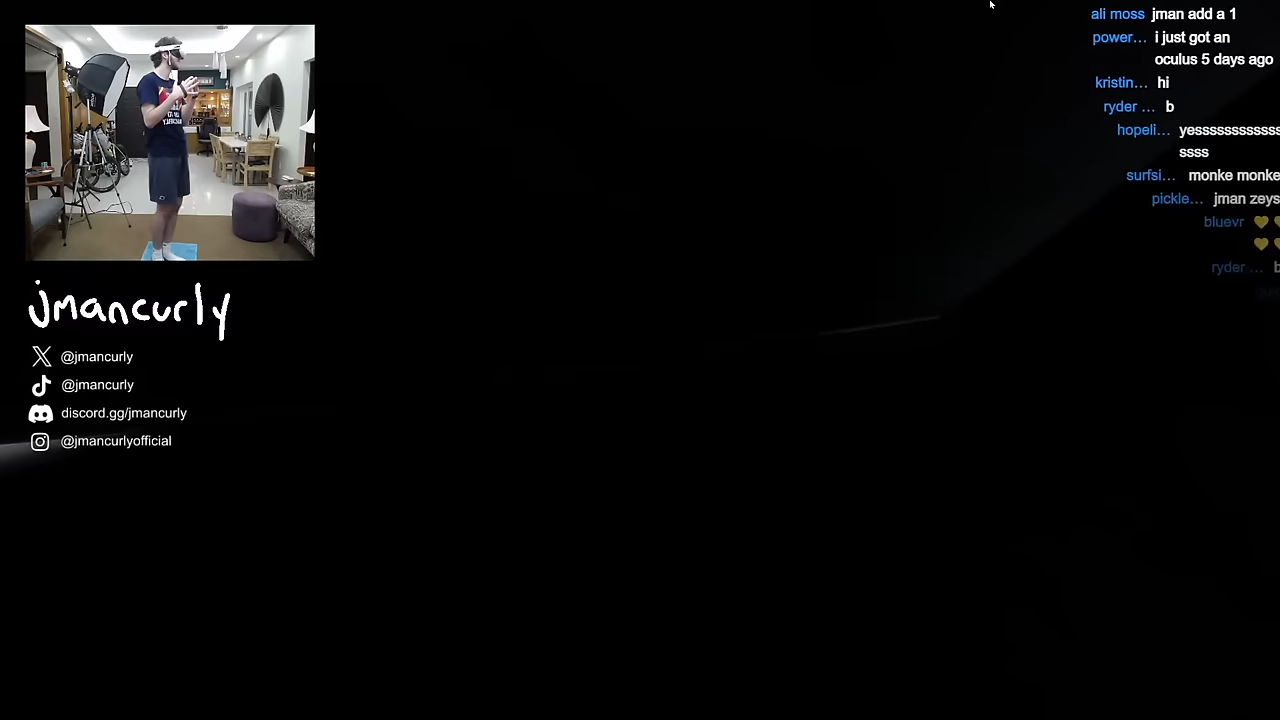 jmancurly
@jmancurly
@jmancurly
discord.gg/jmancurly
@jmancurlyofficial
ali moss jman add a 1
power… i just got an
oculus 5 days ago
kristin… hi
ryder … b
hopeli… yesssssssssssss
ssss
surfsi… monke monke
pickle… jman zeys
bluevr 💛
💛
ryder … b